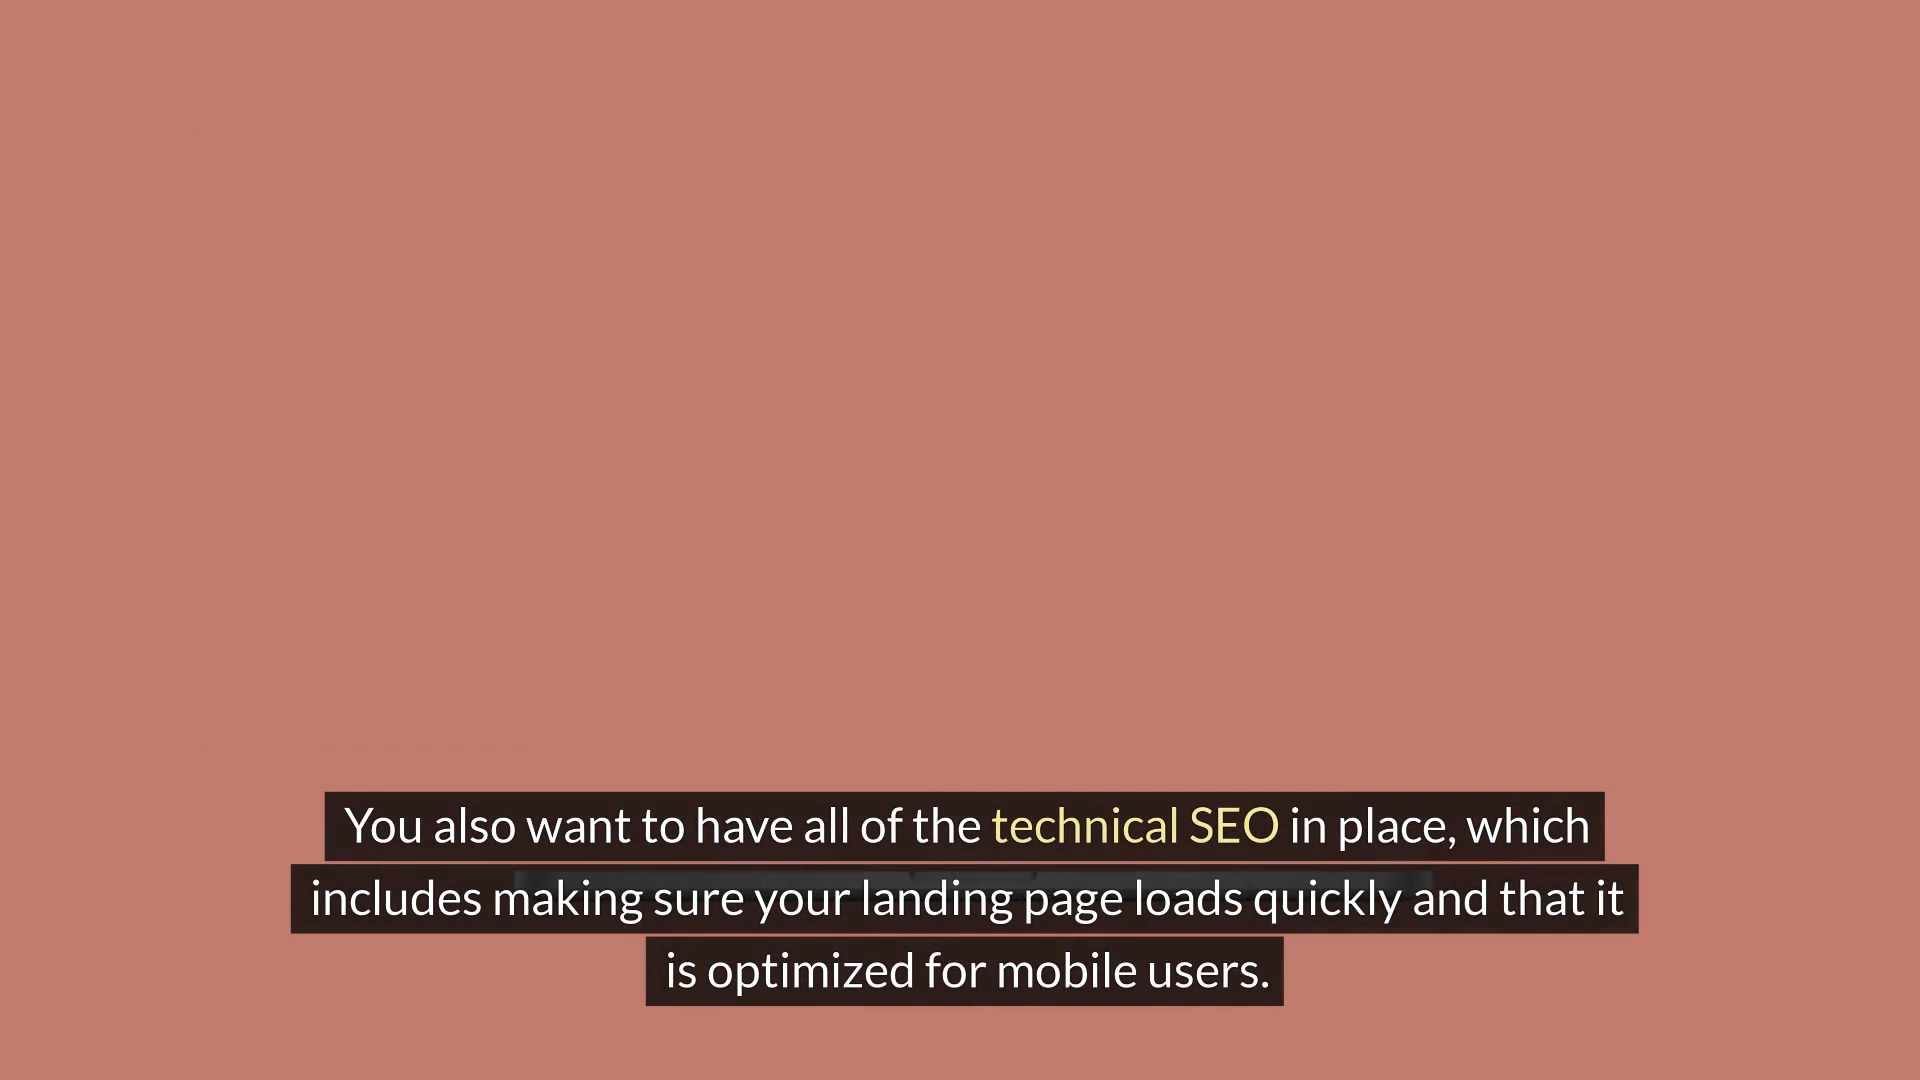 You also want to have all of the technical SEO in place, which
includes making sure your landing page loads quickly and that it
is optimized for mobile users.